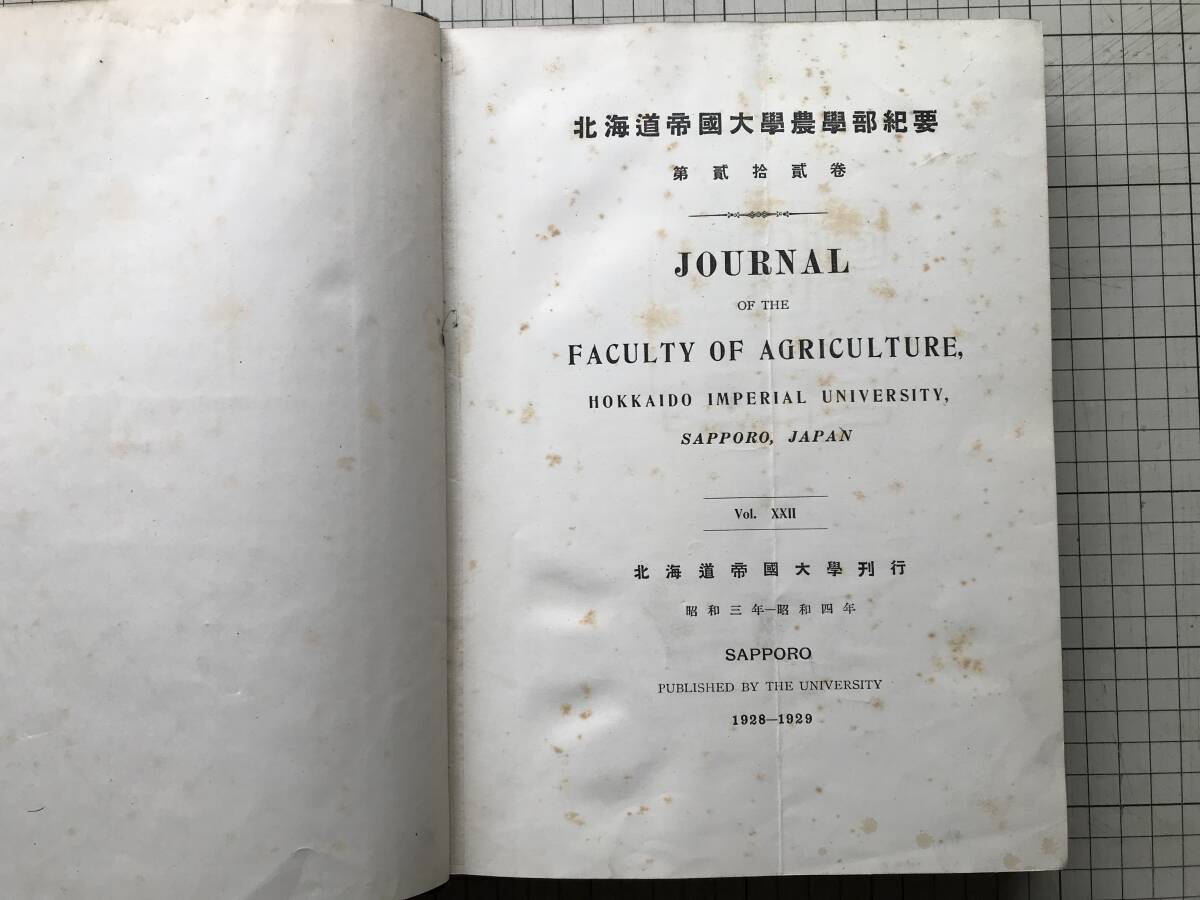 北海道帝國大學農學部紀要
第貳拾貳卷
JOURNAL
OF THE
FACULTY OF AGRICULTURE,
HOKKAIDO IMPERIAL UNIVERSITY,
SAPPORO, JAPAN
Vol. XXII
北海道帝國大學刊行
昭和三年—昭和四年
SAPPORO
PUBLISHED BY THE UNIVERSITY
1928—1929